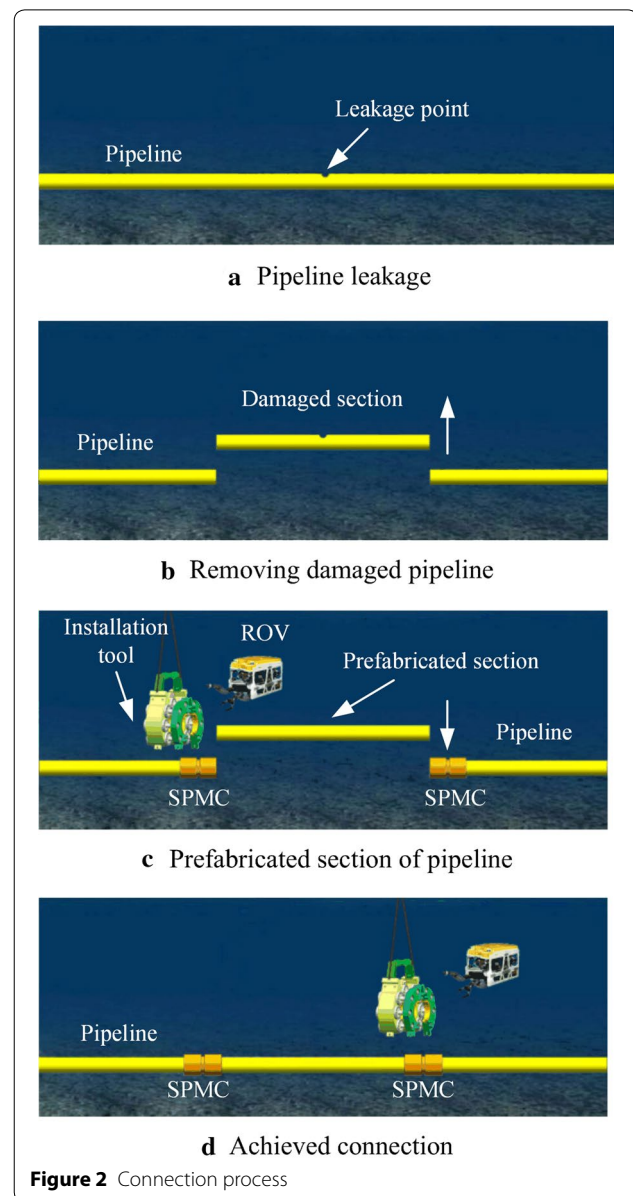 Leakage point
Pipeline
a Pipeline leakage
Damaged section
Pipeline
b Removing damaged pipeline
Installation
tool
ROV
Prefabricated section
Pipeline
SPMC
SPMC
c Prefabricated section of pipeline
Pipeline
SPMC
SPMC
d Achieved connection
Figure 2 Connection process